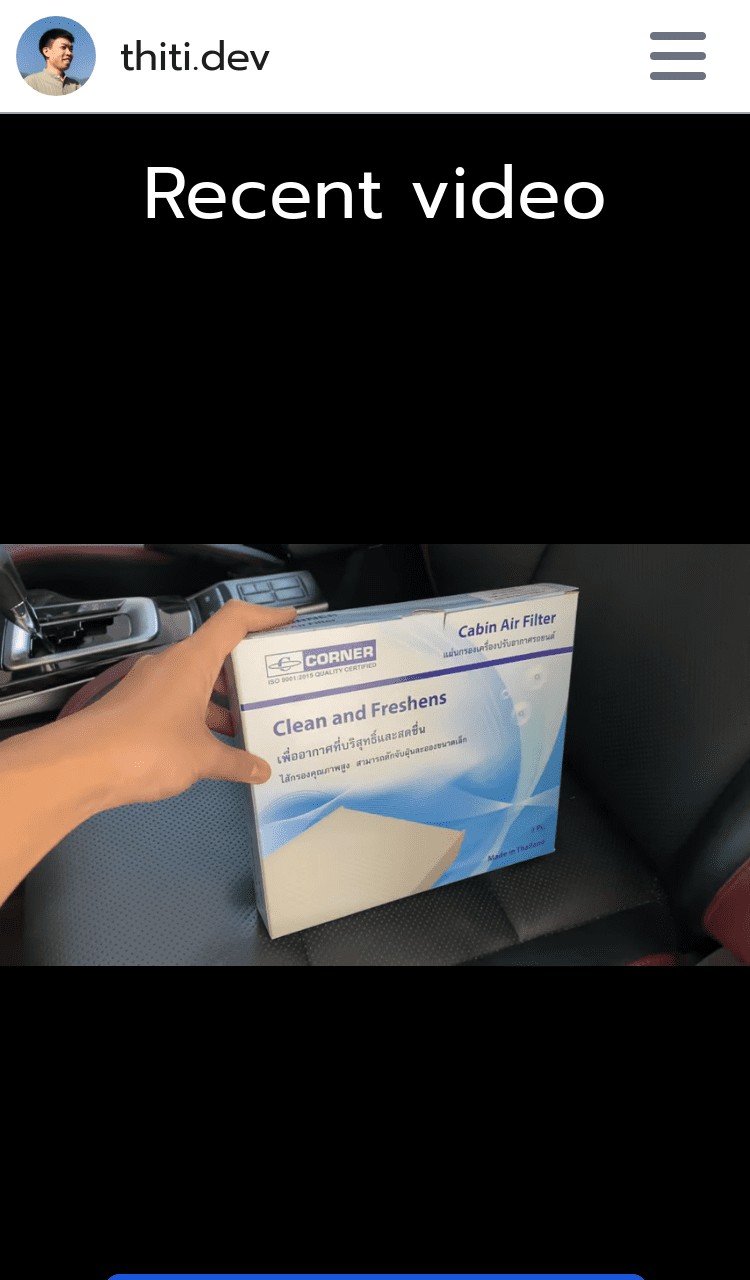 thiti.dev
Recent video
Cabin Air Filter
แผ่นกรองเครื่องปรับอากาศรถยนต์
CORNER
ISO 9001:2015 QUALITY CERTIFIED
Clean and Freshens
เพื่ออากาศที่บริสุทธิ์และสดชื่น
ไส้กรองคุณภาพสูง สามารถดักจับฝุ่นละอองขนาดเล็ก
Made in Thailand